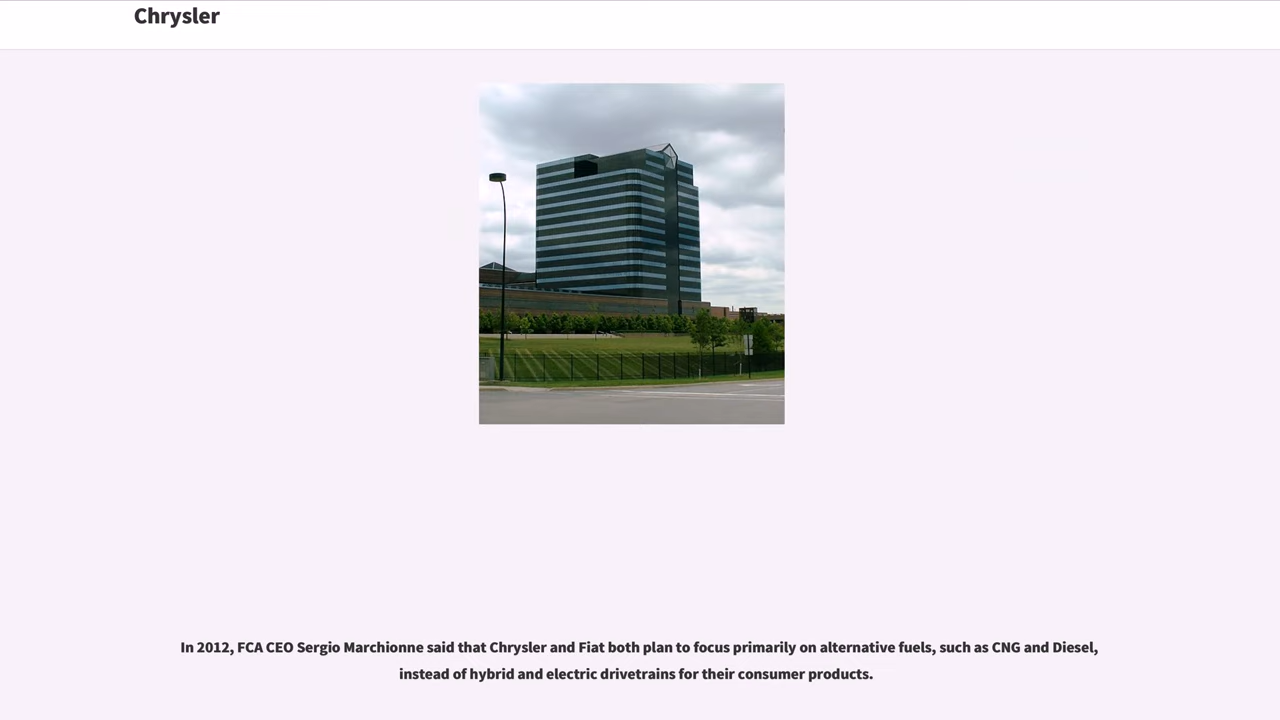 Chrysler
In 2012, FCA CEO Sergio Marchionne said that Chrysler and Fiat both plan to focus primarily on alternative fuels, such as CNG and Diesel,
instead of hybrid and electric drivetrains for their consumer products.